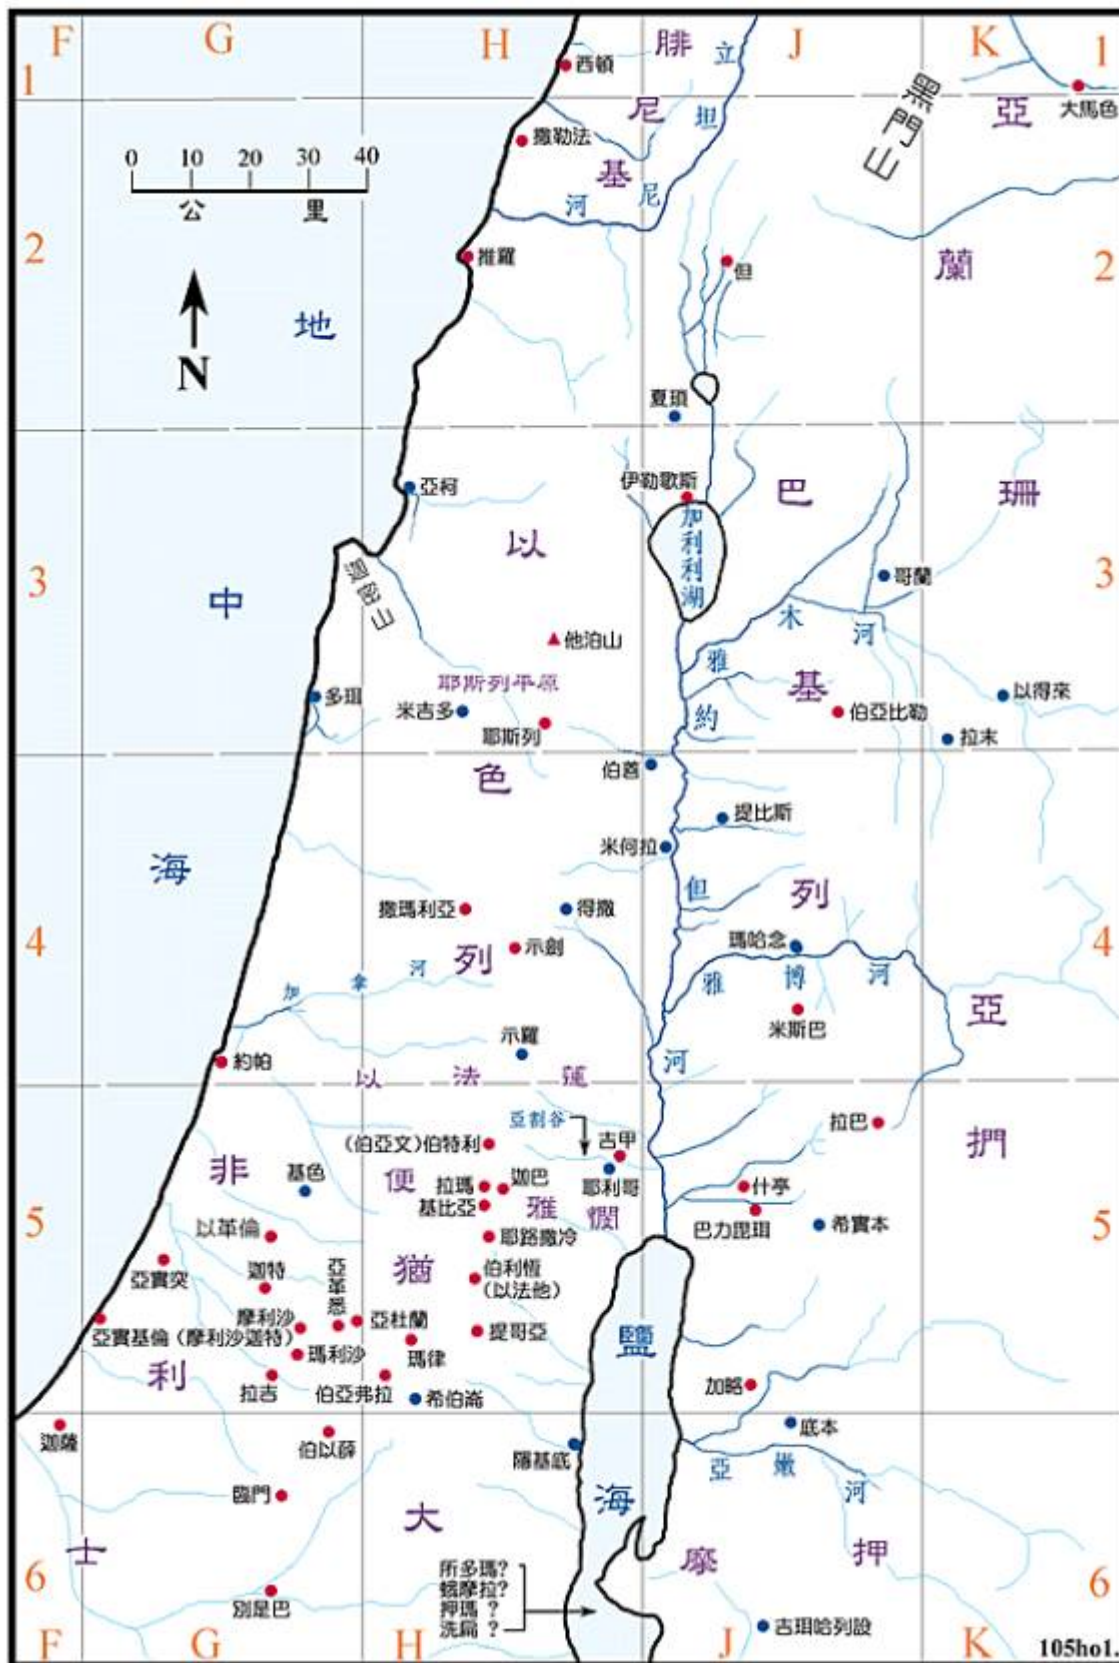 F G H J K
1 1
腓尼基
立坦尼河
西頓
黑門山
亞蘭
大馬色
撒勒法
0 10 20 30 40
公里
2 2
推羅
但
N
地中海
夏瑣
亞柯
伊勒歌斯
加利利湖
巴珊
以色列
3 3
迦密山
哥蘭
他泊山
雅木河
耶斯列平原
基列
以得來
多珥
米吉多
伯亞比勒
耶斯列
拉末
約但河
伯善
提比斯
米何拉
撒瑪利亞
得撒
4 4
示劍
瑪哈念
雅博河
加拿河
亞捫
米斯巴
示羅
約帕
以法蓮
拉巴
亞割谷
吉甲
(伯亞文)伯特利
非利士
基色
便雅憫
拉瑪
迦巴
耶利哥
什亭
基比亞
5 5
巴力毘珥
希實本
以革倫
耶路撒冷
亞實突
迦特
亞革悉
猶大
伯利恆
(以法他)
摩利沙
亞杜蘭
提哥亞
鹽海
亞實基倫(摩利沙迦特)
瑪利沙
瑪律
拉吉
伯亞弗拉
希伯崙
加略
迦薩
伯以薛
隱基底
底本
亞嫩河
臨門
摩押
6 6
所多瑪?
蛾摩拉?
押瑪 ?
洗扁 ?
別是巴
吉珥哈列設
F G H J K
105ho1.